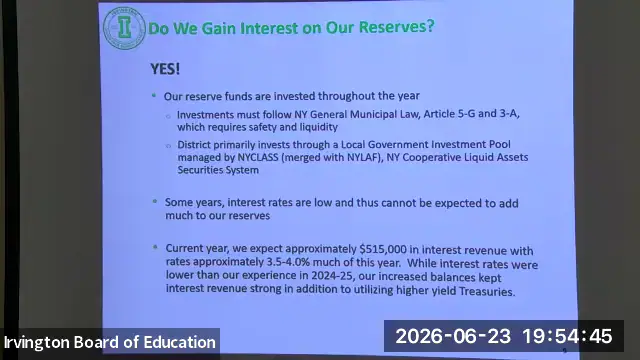 Do We Gain Interest on Our Reserves?
YES!
Our reserve funds are invested throughout the year
Investments must follow NY General Municipal Law, Article 5-G and 3-A,
which requires safety and liquidity
District primarily invests through a Local Government Investment Pool
managed by NYCLASS (merged with NYLAF), NY Cooperative Liquid Assets
Securities System
Some years, interest rates are low and thus cannot be expected to add
much to our reserves
Current year, we expect approximately $515,000 in interest revenue with
rates approximately 3.5-4.0% much of this year. While interest rates were
lower than our experience in 2024-25, our increased balances kept
interest revenue strong in addition to utilizing higher yield Treasuries.
Irvington Board of Education
2026-06-23 19:54:45